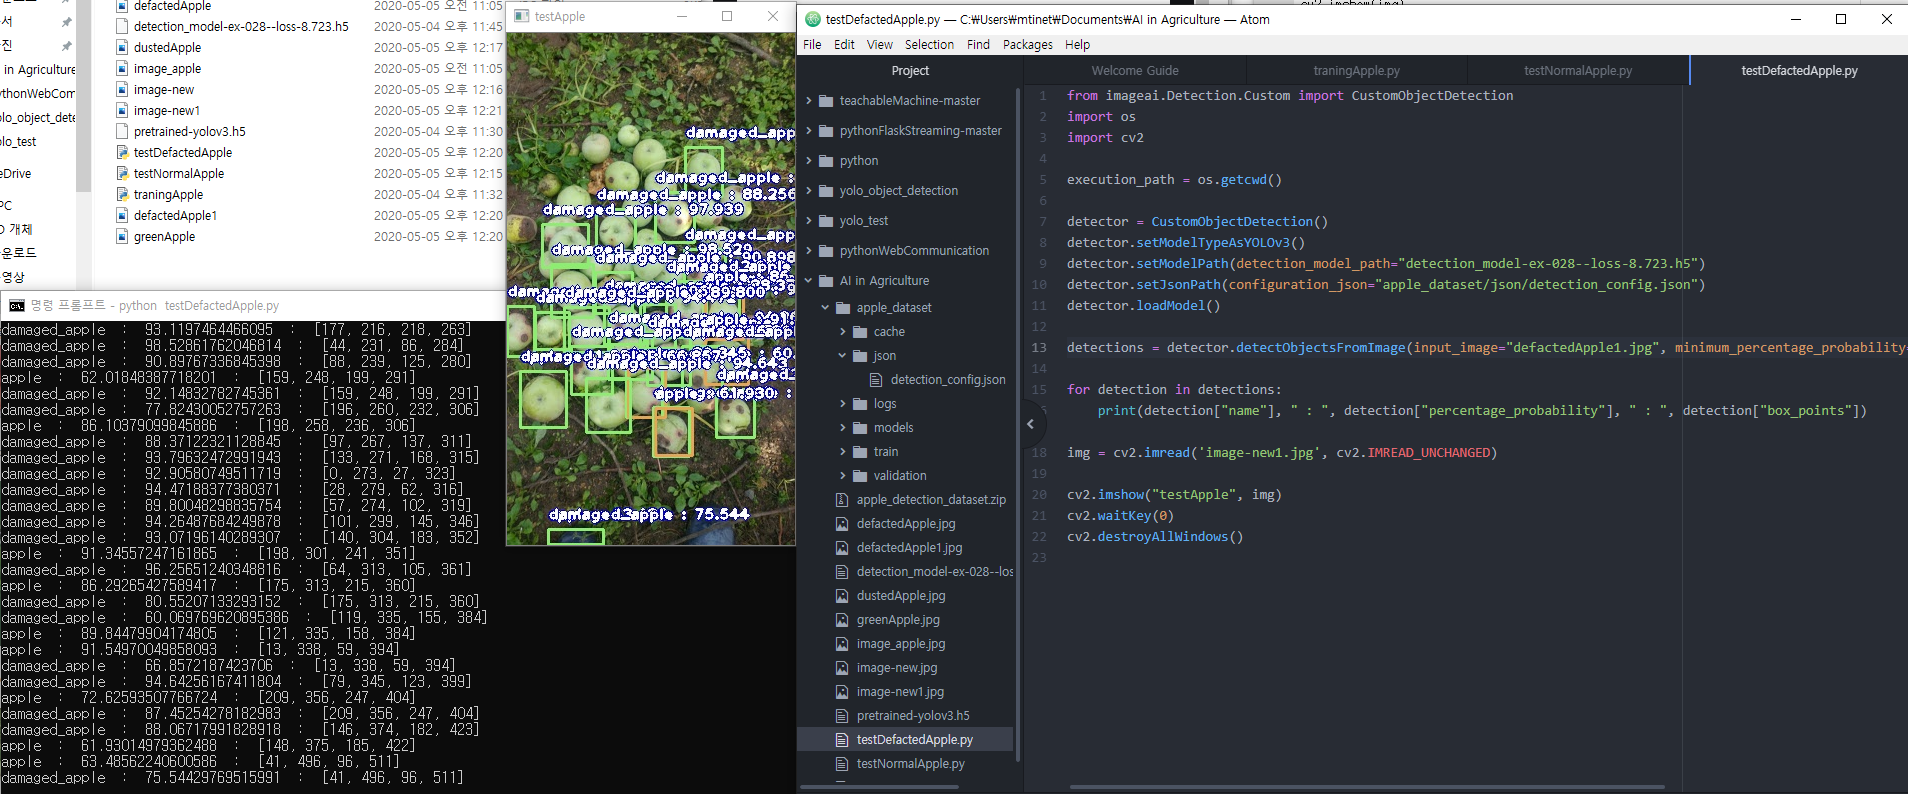 defactedApple 2020-05-05 오전 11:05
detection_model-ex-028--loss-8.723.h5 2020-05-04 오후 11:45
dustedApple 2020-05-05 오후 12:17
image_apple 2020-05-05 오전 11:05
image-new 2020-05-05 오후 12:16
image-new1 2020-05-05 오후 12:21
pretrained-yolov3.h5 2020-05-04 오후 11:30
testDefactedApple 2020-05-05 오후 12:20
testNormalApple 2020-05-05 오후 12:15
traningApple 2020-05-04 오후 11:32
defactedApple1 2020-05-05 오후 12:20
greenApple 2020-05-05 오후 12:20
in Agriculture
ythonWebCom
olo_object_dete
olo_test
eDrive
PC
D 개체
운로드
영상
testApple
damaged_app
damaged_apple :
damaged_apple : 88.256
damaged_apple : 97.939
damaged_app
damaged_apple : 98.529
damaged_apple : 75.544
명령 프롬프트 - python  testDefactedApple.py
damaged_apple : 93.1197464466095 : [177, 216, 218, 263]
damaged_apple : 98.52861762046814 : [44, 231, 86, 284]
damaged_apple : 90.89767336845398 : [88, 239, 125, 280]
apple : 62.01848387718201 : [159, 248, 199, 291]
damaged_apple : 92.14832782745361 : [159, 248, 199, 291]
damaged_apple : 77.82430052757263 : [196, 260, 232, 306]
apple : 86.10379099845886 : [198, 258, 236, 306]
damaged_apple : 88.37122321128845 : [97, 267, 137, 311]
damaged_apple : 93.79632472991943 : [133, 271, 168, 315]
damaged_apple : 92.90580749511719 : [0, 273, 27, 323]
damaged_apple : 94.47188377380371 : [28, 279, 62, 316]
damaged_apple : 89.80048298835754 : [57, 274, 102, 319]
damaged_apple : 94.26487684249878 : [101, 299, 145, 346]
damaged_apple : 93.07196140289307 : [140, 304, 183, 352]
apple : 91.34557247161865 : [198, 301, 241, 351]
damaged_apple : 96.25651240348816 : [64, 313, 105, 361]
apple : 86.29265427589417 : [175, 313, 215, 360]
damaged_apple : 80.55207133293152 : [175, 313, 215, 360]
damaged_apple : 60.069769620895386 : [119, 335, 155, 384]
apple : 89.84479904174805 : [121, 335, 158, 384]
apple : 91.54970049858093 : [13, 338, 59, 394]
damaged_apple : 66.8572187423706 : [13, 338, 59, 394]
damaged_apple : 94.64256167411804 : [79, 345, 123, 399]
apple : 72.62593507766724 : [209, 356, 247, 404]
damaged_apple : 87.45254278182983 : [209, 356, 247, 404]
damaged_apple : 88.06717991828918 : [146, 374, 182, 423]
apple : 61.93014979362488 : [148, 375, 185, 422]
apple : 63.48562240600586 : [41, 496, 96, 511]
damaged_apple : 75.54429769515991 : [41, 496, 96, 511]
testDefactedApple.py — C:₩Users₩mtinet₩Documents₩AI in Agriculture — Atom
File Edit View Selection Find Packages Help
Project
teachableMachine-master
pythonFlaskStreaming-master
python
yolo_object_detection
yolo_test
pythonWebCommunication
AI in Agriculture
apple_dataset
cache
json
detection_config.json
logs
models
train
validation
apple_detection_dataset.zip
defactedApple.jpg
defactedApple1.jpg
detection_model-ex-028--los
dustedApple.jpg
greenApple.jpg
image_apple.jpg
image-new.jpg
image-new1.jpg
pretrained-yolov3.h5
testDefactedApple.py
testNormalApple.py
Welcome Guide traningApple.py testNormalApple.py testDefactedApple.py
1 from imageai.Detection.Custom import CustomObjectDetection
2 import os
3 import cv2
4
5 execution_path = os.getcwd()
6
7 detector = CustomObjectDetection()
8 detector.setModelTypeAsYOLOv3()
9 detector.setModelPath(detection_model_path="detection_model-ex-028--loss-8.723.h5")
10 detector.setJsonPath(configuration_json="apple_dataset/json/detection_config.json")
11 detector.loadModel()
12
13 detections = detector.detectObjectsFromImage(input_image="defactedApple1.jpg", minimum_percentage_probability=
14
15 for detection in detections:
print(detection["name"], " : ", detection["percentage_probability"], " : ", detection["box_points"])
18 img = cv2.imread('image-new1.jpg', cv2.IMREAD_UNCHANGED)
19
20 cv2.imshow("testApple", img)
21 cv2.waitKey(0)
22 cv2.destroyAllWindows()
23